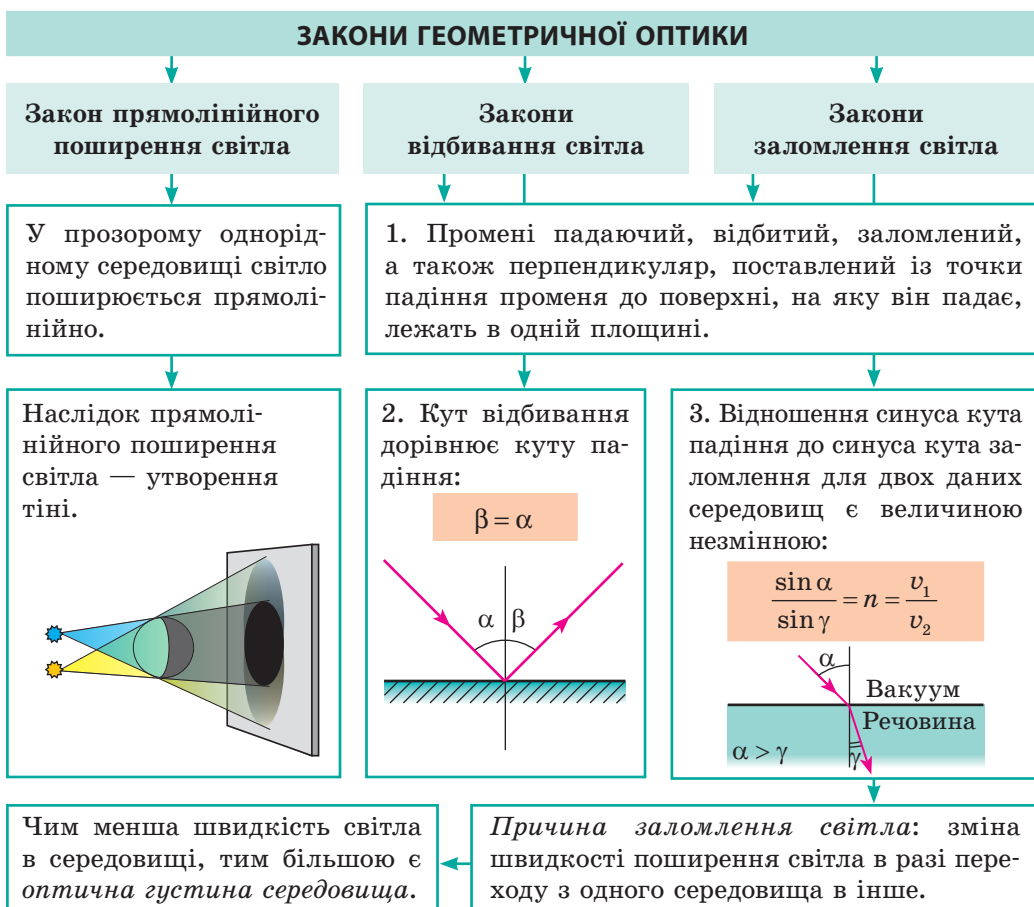 ЗАКОНИ ГЕОМЕТРИЧНОЇ ОПТИКИ
Закон прямолінійного
поширення світла
Закони
відбивання світла
Закони
заломлення світла
У прозорому однорід-
ному середовищі світло
поширюється прямолі-
нійно.
1. Промені падаючий, відбитий, заломлений,
а також перпендикуляр, поставлений із точки
падіння променя до поверхні, на яку він падає,
лежать в одній площині.
Наслідок прямолі-
нійного поширення
світла — утворення
тіні.
2. Кут відбивання
дорівнює куту па-
діння:
β = α
α β
3. Відношення синуса кута
падіння до синуса кута за-
ломлення для двох даних
середовищ є величиною
незмінною:
sin α / sin γ = n = v₁ / v₂
α
Вакуум
Речовина
α > γ
γ
Чим менша швидкість світла
в середовищі, тим більшою є
оптична густина середовища.
Причина заломлення світла: зміна
швидкості поширення світла в разі пере-
ходу з одного середовища в інше.